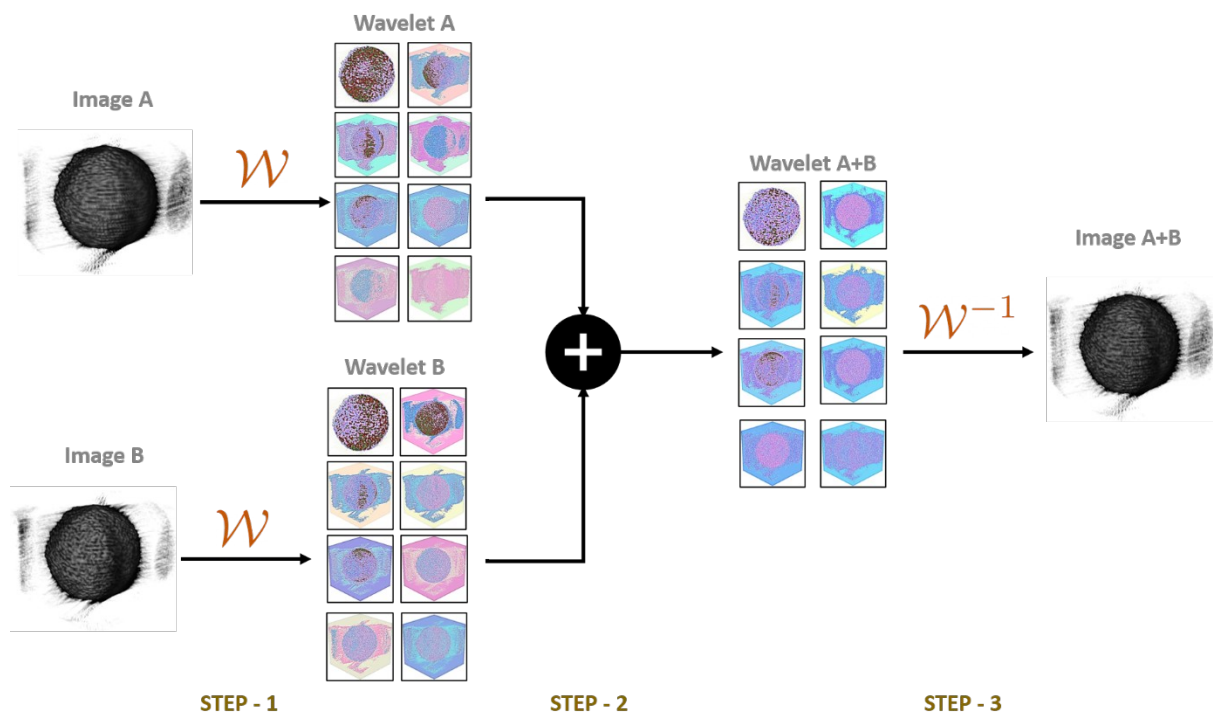 Wavelet A
Image A
𝒲
Wavelet A+B
Image A+B
𝒲⁻¹
+
Wavelet B
Image B
𝒲
STEP - 1
STEP - 2
STEP - 3